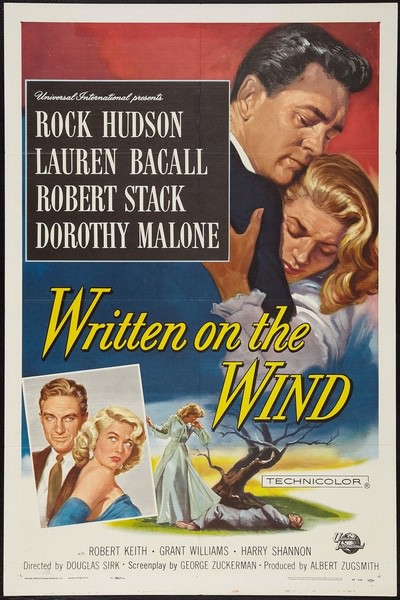 Universal-International presents
ROCK HUDSON
LAUREN BACALL
ROBERT STACK
DOROTHY MALONE
Written on the
WIND
TECHNICOLOR
with ROBERT KEITH • GRANT WILLIAMS • HARRY SHANNON
Directed by DOUGLAS SIRK • Screenplay by GEORGE ZUCKERMAN • Produced by ALBERT ZUGSMITH